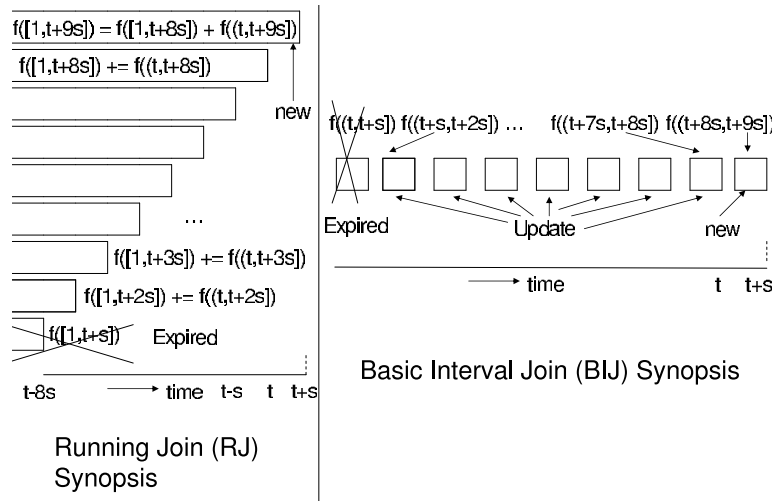 f([1,t+9s]) = f([1,t+8s]) + f((t,t+9s])
f([1,t+8s]) += f((t,t+8s])
new
...
f([1,t+3s]) += f((t,t+3s])
f([1,t+2s]) += f((t,t+2s])
f([1,t+s])
Expired
t-8s
time
t-s
t
t+s
Running Join (RJ)
Synopsis
f((t,t+s]) f((t+s,t+2s]) ... f((t+7s,t+8s]) f((t+8s,t+9s])
Expired
Update
new
time
t
t+s
Basic Interval Join (BIJ) Synopsis